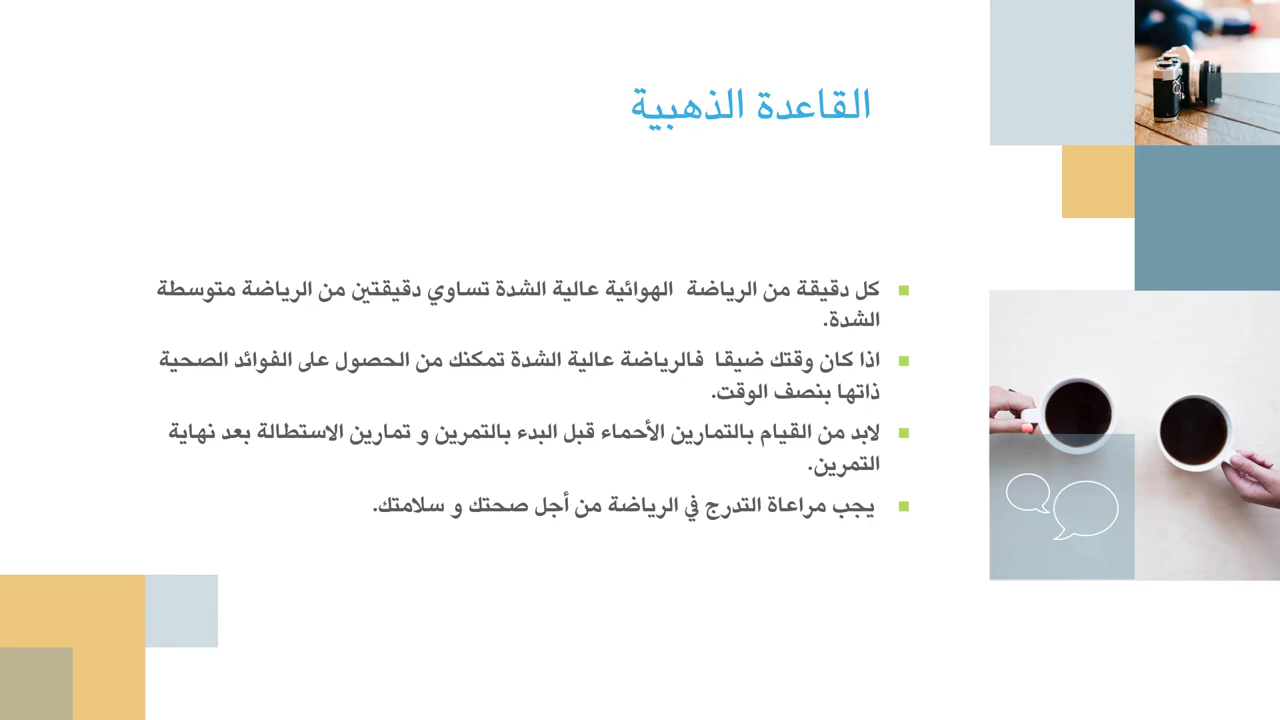 القاعدة الذهبية
كل دقيقة من الرياضة الهوائية عالية الشدة تساوي دقيقتين من الرياضة متوسطة
الشدة.
اذا كان وقتك ضيقا فالرياضة عالية الشدة تمكنك من الحصول على الفوائد الصحية
ذاتها بنصف الوقت.
لابد من القيام بالتمارين الأحماء قبل البدء بالتمرين و تمارين الاستطالة بعد نهاية
التمرين.
يجب مراعاة التدرج في الرياضة من أجل صحتك و سلامتك.